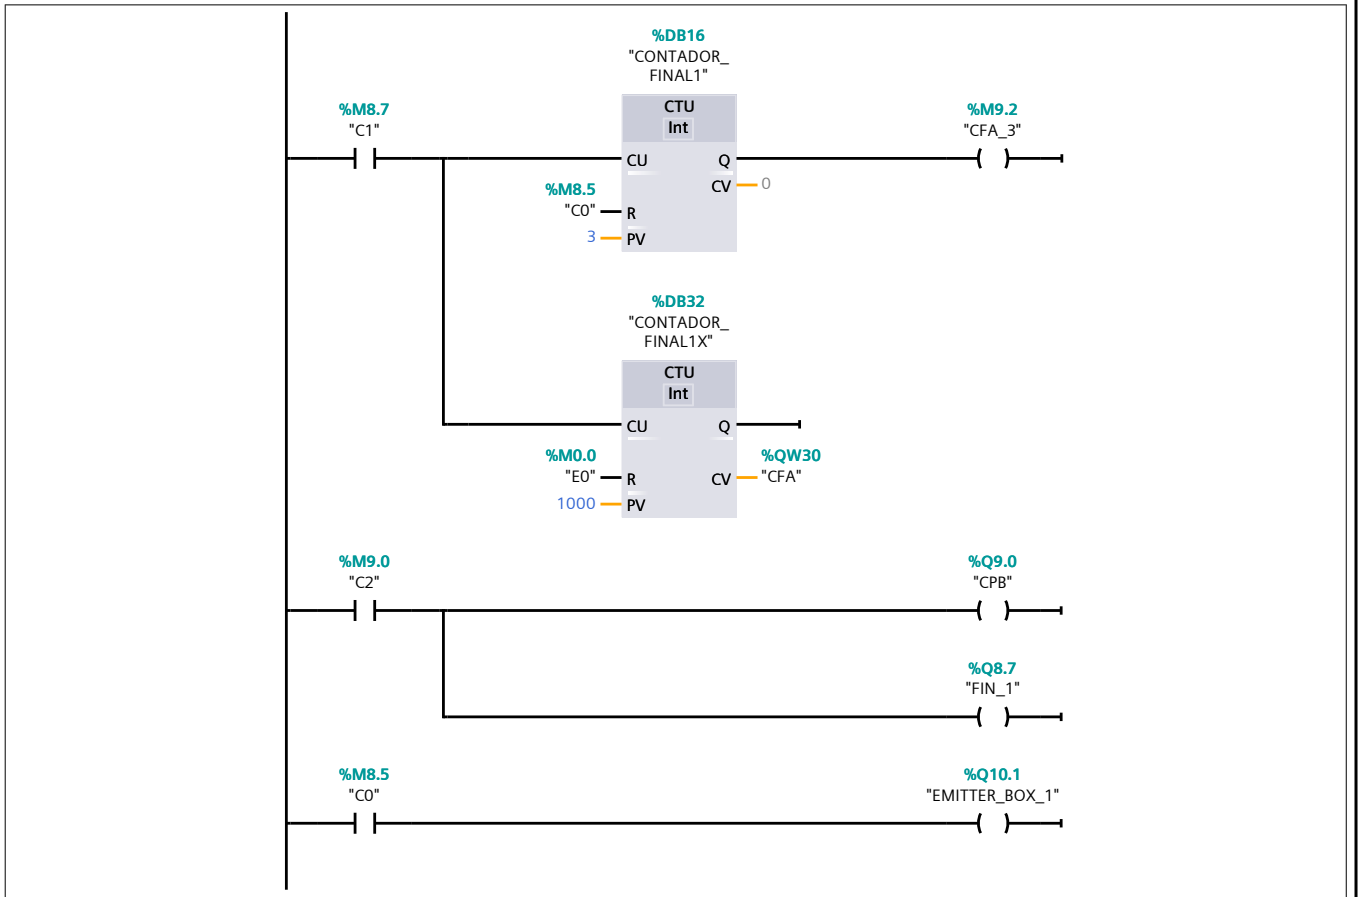 %DB16
"CONTADOR_
FINAL1"
%M8.7
"C1"
CTU
Int
%M9.2
"CFA_3"
CU
Q
CV
0
%M8.5
"C0"
R
3
PV
%DB32
"CONTADOR_
FINAL1X"
CTU
Int
CU
Q
%M0.0
"E0"
R
CV
%QW30
"CFA"
1000
PV
%M9.0
"C2"
%Q9.0
"CPB"
%Q8.7
"FIN_1"
%M8.5
"C0"
%Q10.1
"EMITTER_BOX_1"